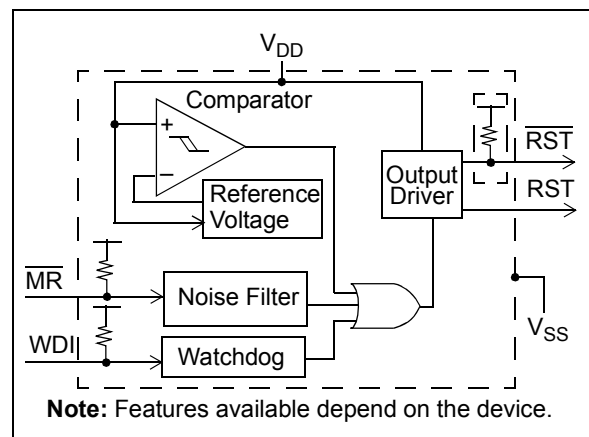 VDD
Comparator
+
−
Reference
Voltage
Output
Driver
RST
RST
MR
Noise Filter
WDI
Watchdog
VSS
Note: Features available depend on the device.